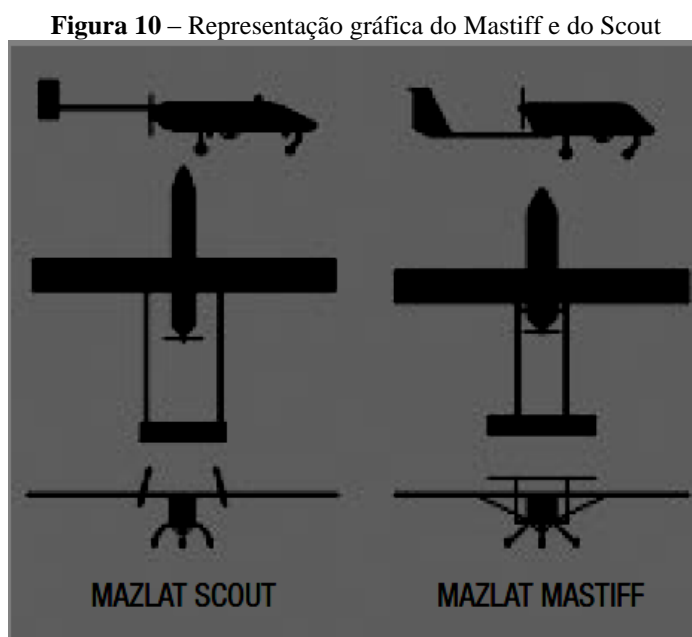 Figura 10 – Representação gráfica do Mastiff e do Scout
MAZLAT SCOUT
MAZLAT MASTIFF